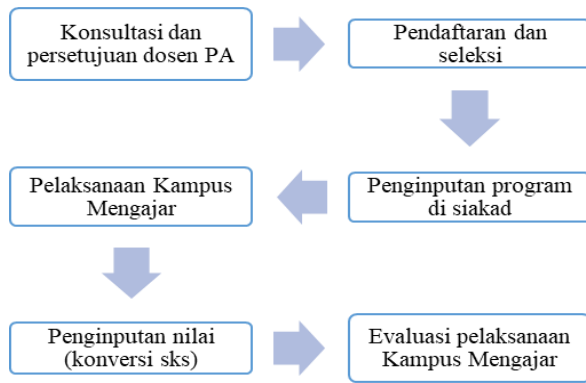 Konsultasi dan
persetujuan dosen PA
Pendaftaran dan
seleksi
Penginputan program
di siakad
Pelaksanaan Kampus
Mengajar
Penginputan nilai
(konversi sks)
Evaluasi pelaksanaan
Kampus Mengajar